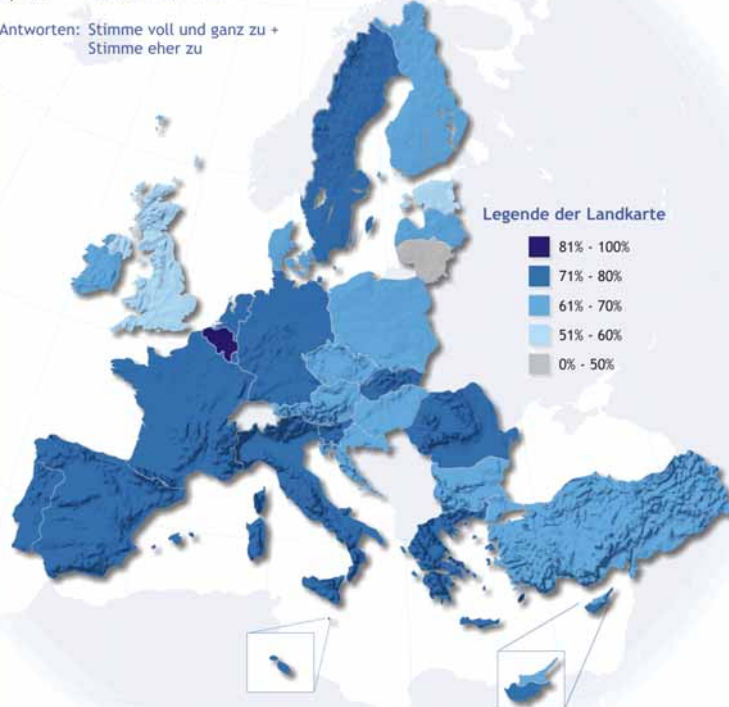 Antworten: Stimme voll und ganz zu +
Stimme eher zu
Legende der Landkarte
81% - 100%
71% - 80%
61% - 70%
51% - 60%
0% - 50%